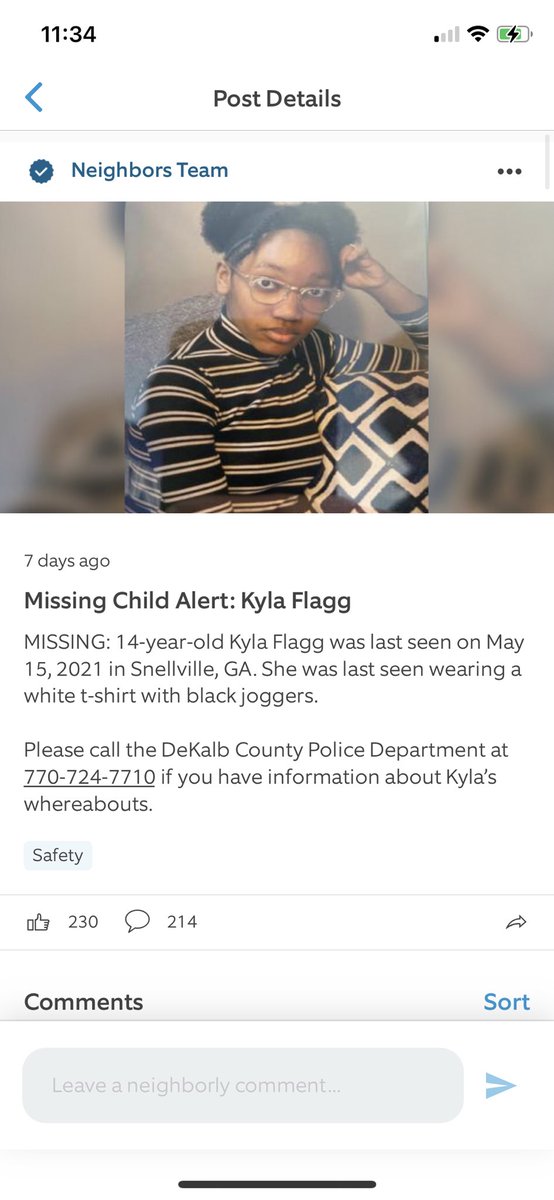 11:34
Post Details
Neighbors Team
7 days ago
Missing Child Alert: Kyla Flagg
MISSING: 14-year-old Kyla Flagg was last seen on May
15, 2021 in Snellville, GA. She was last seen wearing a
white t-shirt with black joggers.
Please call the DeKalb County Police Department at
770-724-7710 if you have information about Kyla’s
whereabouts.
Safety
230 214
Comments Sort
Leave a neighborly comment...